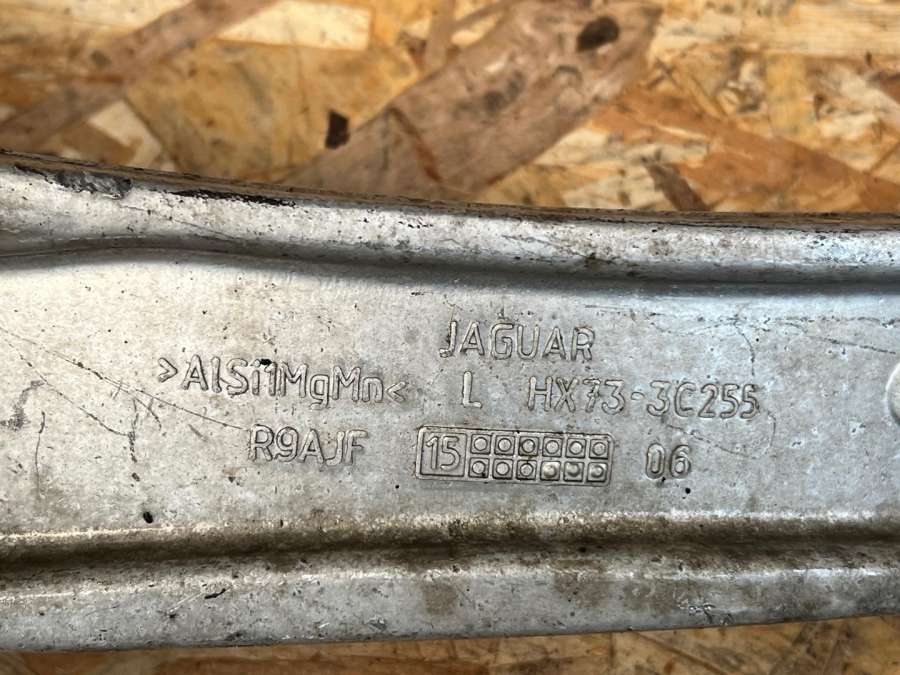 JAGUAR
>AlSi1MgMn< L HX73-3C255
R9AJF 15 06